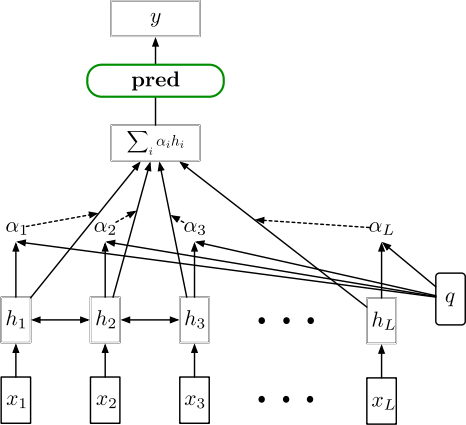 y
pred
∑ᵢ αᵢhᵢ
α₁ α₂ α₃ α_L
q
h₁ h₂ h₃ • • • h_L
x₁ x₂ x₃ • • • x_L